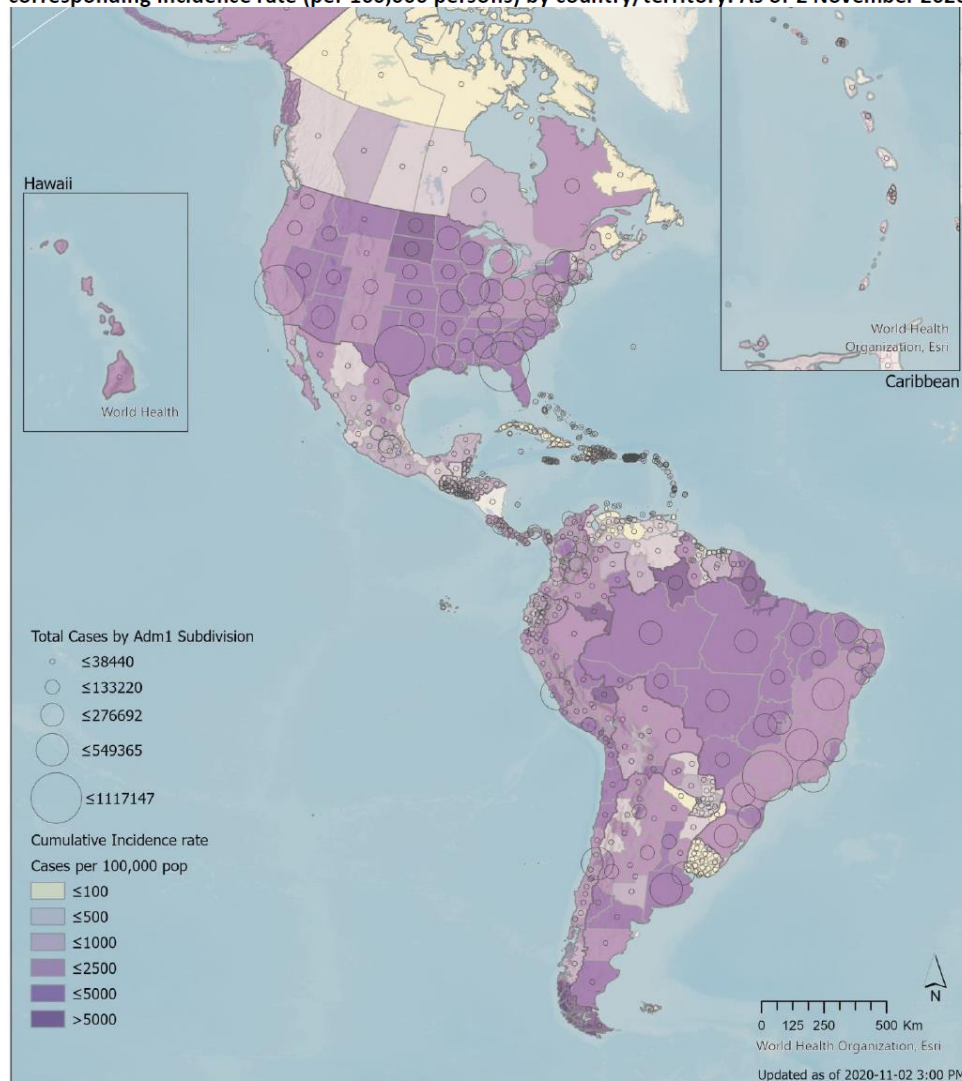 corresponding incidence rate (per 100,000 persons) by country/territory. As of 2 November 2020
Hawaii
World Health
World Health
Organization, Esri
Caribbean
Total Cases by Adm1 Subdivision
≤38440
≤133220
≤276692
≤549365
≤1117147
Cumulative Incidence rate
Cases per 100,000 pop
≤100
≤500
≤1000
≤2500
≤5000
>5000
N
0 125 250 500 Km
World Health Organization, Esri
Updated as of 2020-11-02 3:00 PM